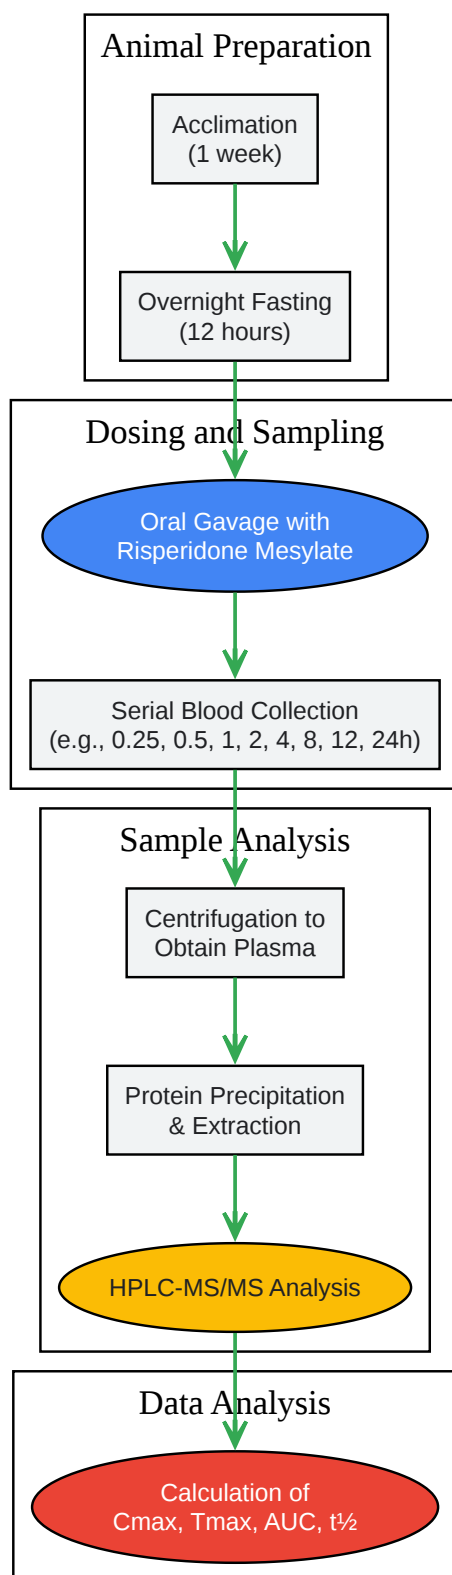 Animal Preparation
Acclimation
(1 week)
Overnight Fasting
(12 hours)
Dosing and Sampling
Oral Gavage with
Risperidone Mesylate
Serial Blood Collection
(e.g., 0.25, 0.5, 1, 2, 4, 8, 12, 24h)
Sample Analysis
Centrifugation to
Obtain Plasma
Protein Precipitation
& Extraction
HPLC-MS/MS Analysis
Data Analysis
Calculation of
Cmax, Tmax, AUC, t½